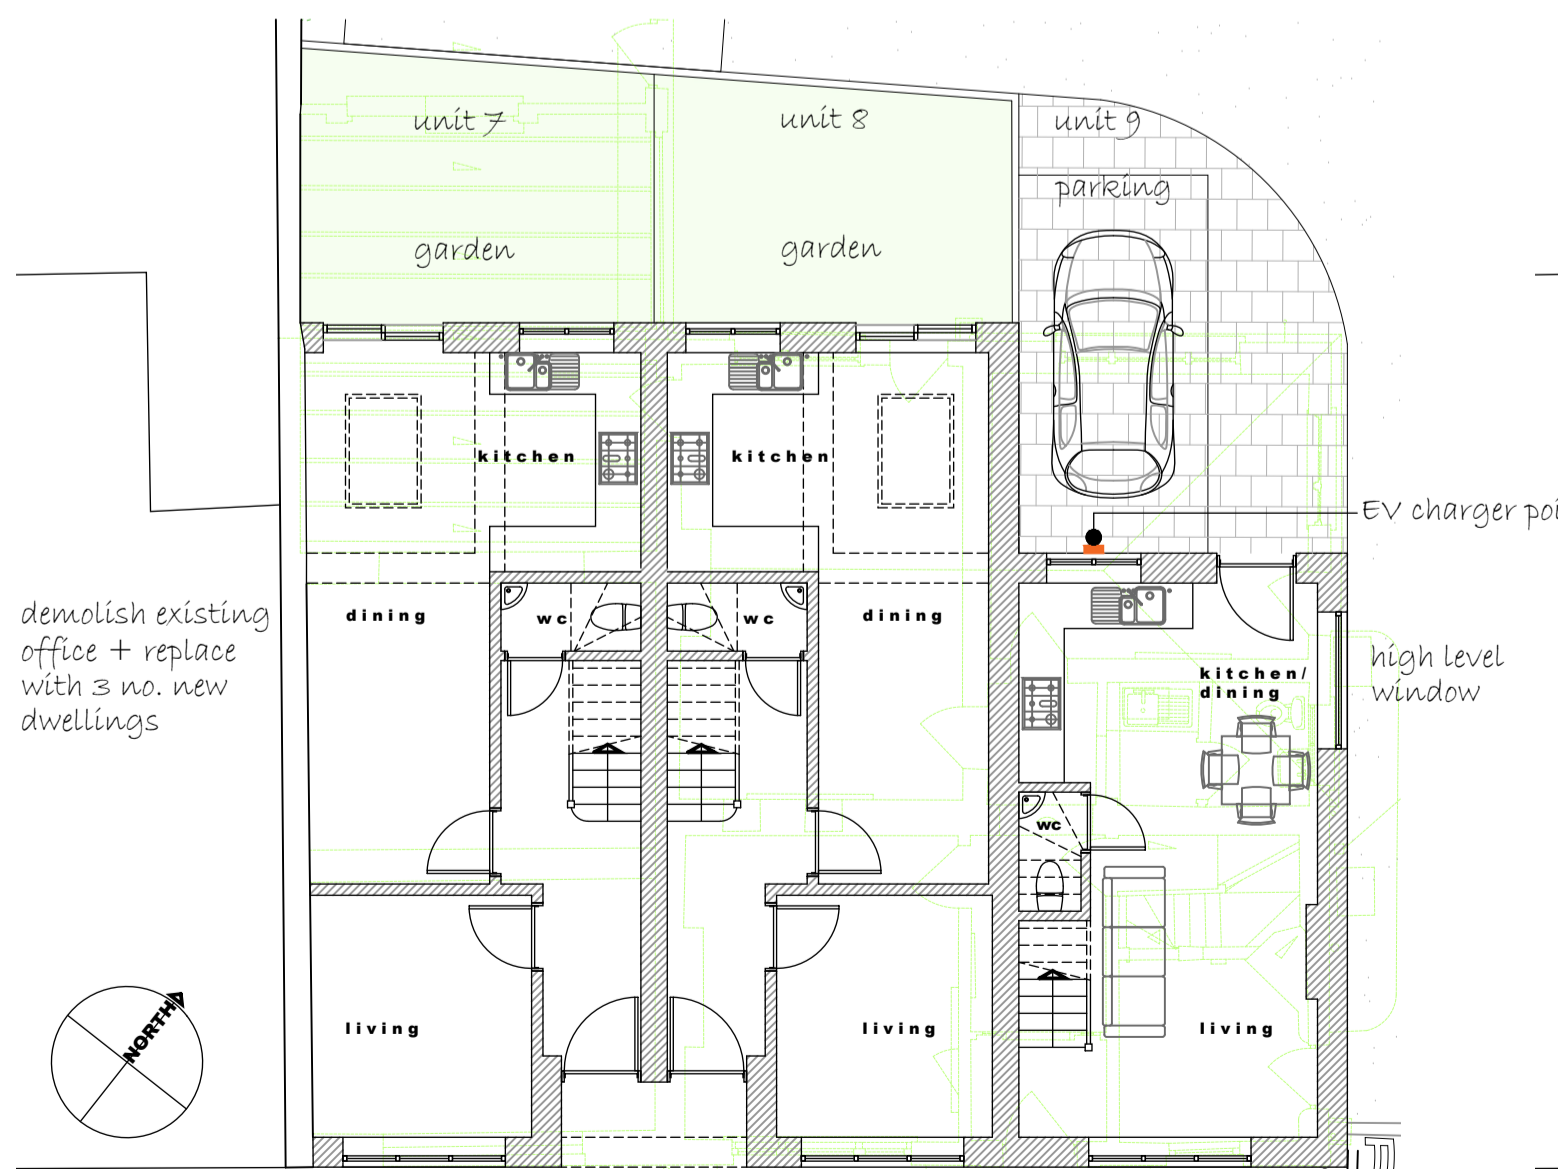 unit 7
unit 8
unit 9
parking
garden
garden
kitchen
kitchen
EV charger poi
demolish existing
office + replace
with 3 no. new
dwellings
dining
wc
wc
dining
high level
window
kitchen/
dining
wc
living
living
living
NORTH